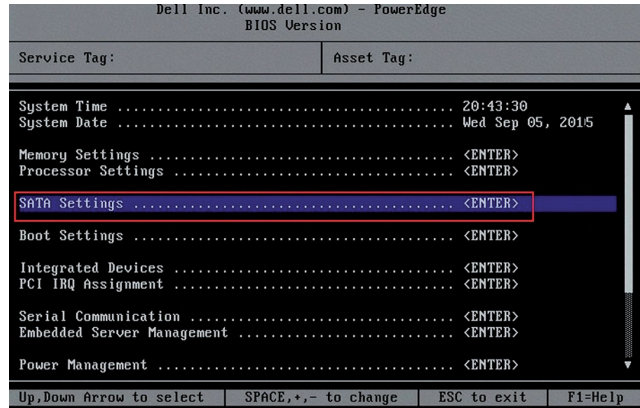 Dell Inc. (www.dell.com) - PowerEdge
BIOS Version
Service Tag:
Asset Tag:
System Time ......................................... 20:43:30
System Date ......................................... Wed Sep 05, 2015
Memory Settings ..................................... <ENTER>
Processor Settings .................................. <ENTER>
SATA Settings ....................................... <ENTER>
Boot Settings ....................................... <ENTER>
Integrated Devices .................................. <ENTER>
PCI IRQ Assignment .................................. <ENTER>
Serial Communication ................................ <ENTER>
Embedded Server Management .......................... <ENTER>
Power Management .................................... <ENTER>
Up,Down Arrow to select SPACE,+,- to change ESC to exit F1=Help